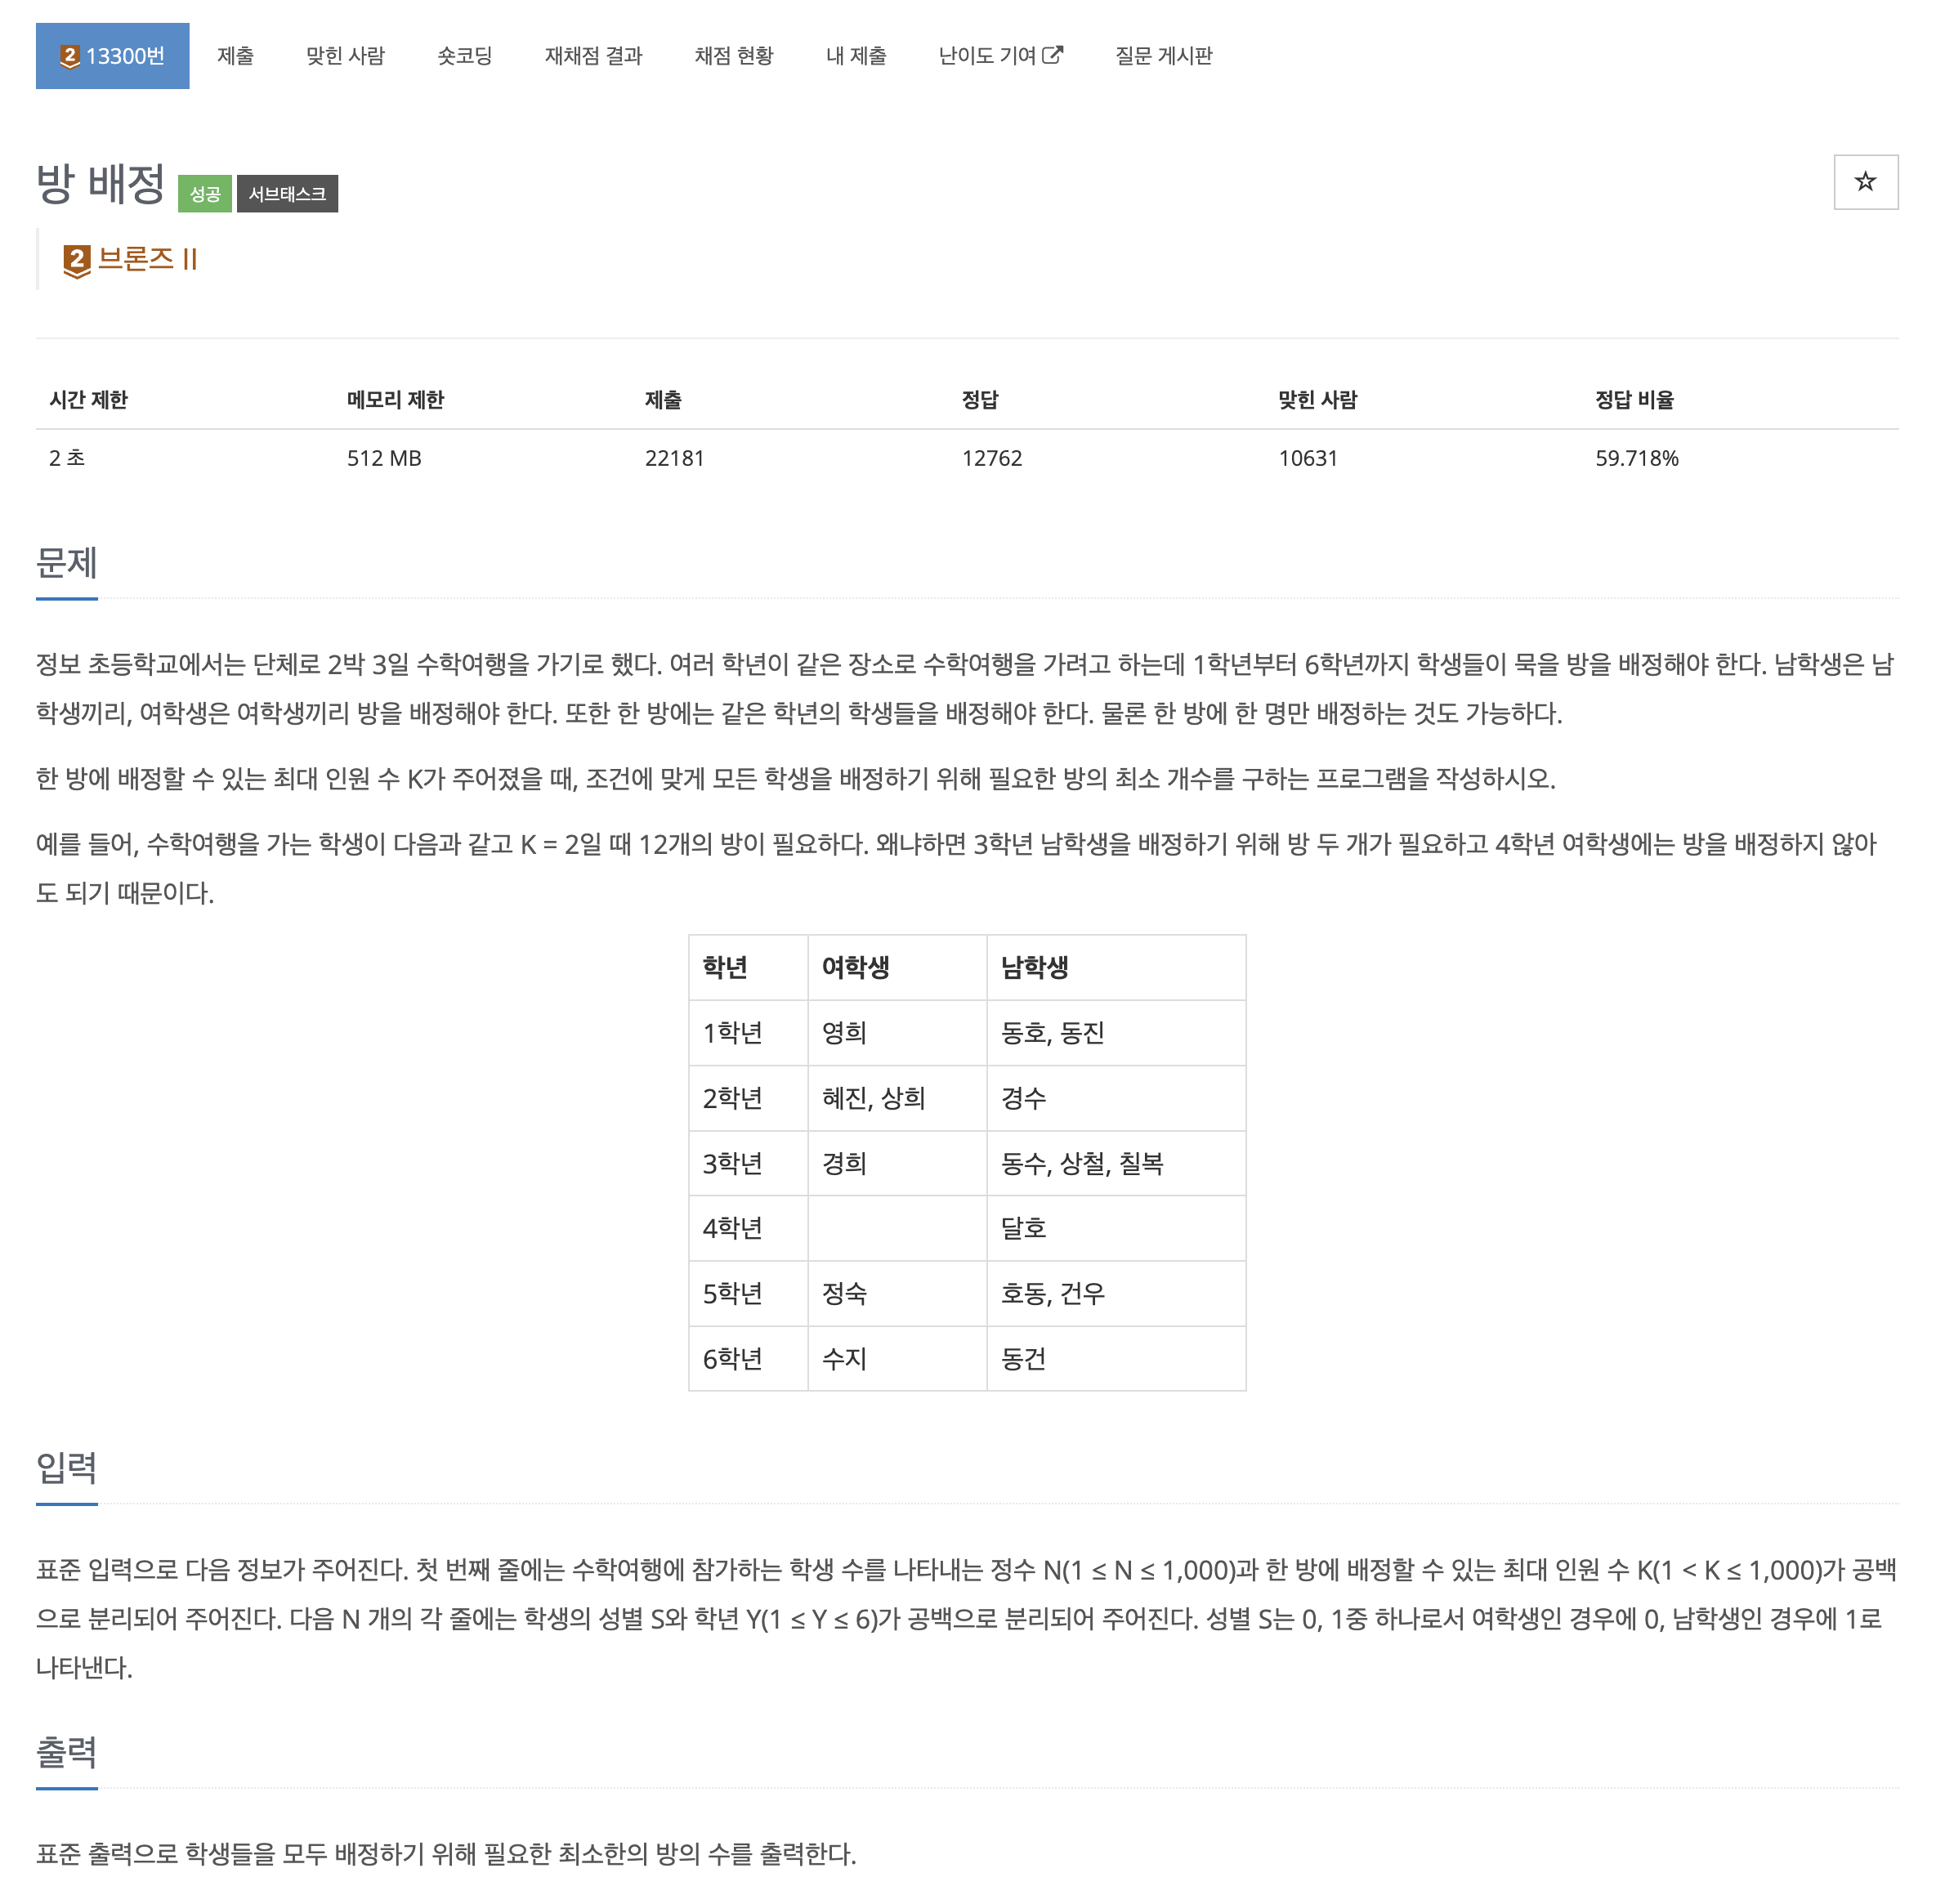 2 13300번 제출 맞힌 사람 숏코딩 재채점 결과 채점 현황 내 제출 난이도 기여 질문 게시판
방 배정 성공 서브태스크
2 브론즈 II
시간 제한 메모리 제한 제출 정답 맞힌 사람 정답 비율
2 초 512 MB 22181 12762 10631 59.718%
문제
정보 초등학교에서는 단체로 2박 3일 수학여행을 가기로 했다. 여러 학년이 같은 장소로 수학여행을 가려고 하는데 1학년부터 6학년까지 학생들이 묵을 방을 배정해야 한다. 남학생은 남
학생끼리, 여학생은 여학생끼리 방을 배정해야 한다. 또한 한 방에는 같은 학년의 학생들을 배정해야 한다. 물론 한 방에 한 명만 배정하는 것도 가능하다.
한 방에 배정할 수 있는 최대 인원 수 K가 주어졌을 때, 조건에 맞게 모든 학생을 배정하기 위해 필요한 방의 최소 개수를 구하는 프로그램을 작성하시오.
예를 들어, 수학여행을 가는 학생이 다음과 같고 K = 2일 때 12개의 방이 필요하다. 왜냐하면 3학년 남학생을 배정하기 위해 방 두 개가 필요하고 4학년 여학생에는 방을 배정하지 않아
도 되기 때문이다.
학년 여학생 남학생
1학년 영희 동호, 동진
2학년 혜진, 상희 경수
3학년 경희 동수, 상철, 칠복
4학년 달호
5학년 정숙 호동, 건우
6학년 수지 동건
입력
표준 입력으로 다음 정보가 주어진다. 첫 번째 줄에는 수학여행에 참가하는 학생 수를 나타내는 정수 N(1 ≤ N ≤ 1,000)과 한 방에 배정할 수 있는 최대 인원 수 K(1 < K ≤ 1,000)가 공백
으로 분리되어 주어진다. 다음 N 개의 각 줄에는 학생의 성별 S와 학년 Y(1 ≤ Y ≤ 6)가 공백으로 분리되어 주어진다. 성별 S는 0, 1중 하나로서 여학생인 경우에 0, 남학생인 경우에 1로
나타낸다.
출력
표준 출력으로 학생들을 모두 배정하기 위해 필요한 최소한의 방의 수를 출력한다.